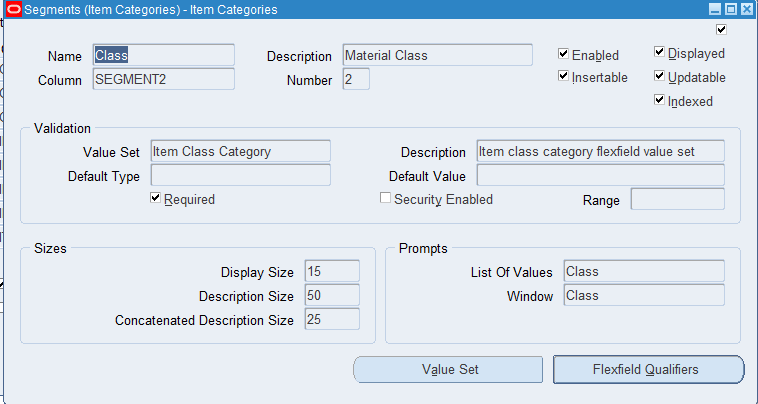 Segments (Item Categories) - Item Categories
Name Class Description Material Class Enabled Displayed
Column SEGMENT2 Number 2 Insertable Updatable
Indexed
Validation
Value Set Item Class Category Description Item class category flexfield value set
Default Type Default Value
Required Security Enabled Range
Sizes Prompts
Display Size 15 List Of Values Class
Description Size 50 Window Class
Concatenated Description Size 25
Value Set Flexfield Qualifiers